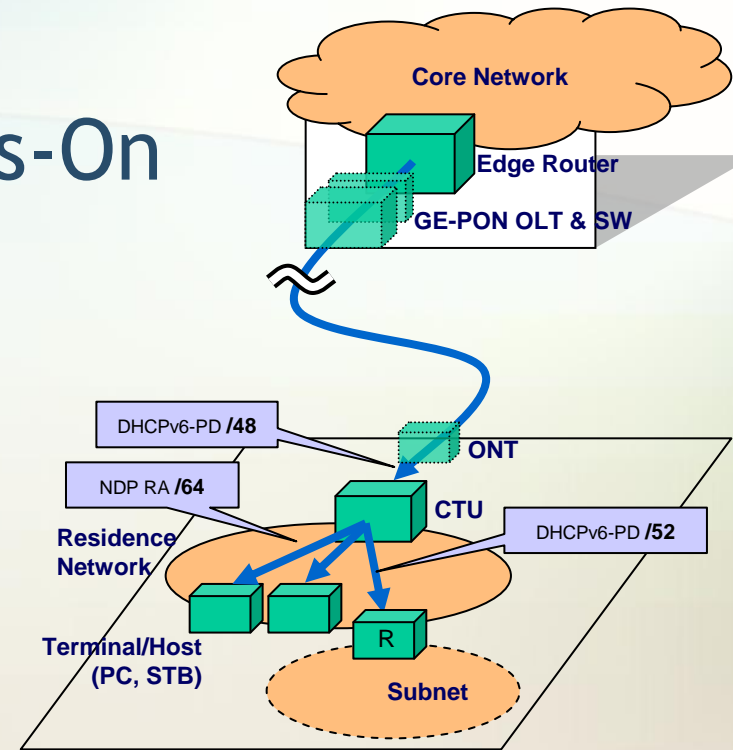 s-On
Core Network
Edge Router
GE-PON OLT & SW
DHCPv6-PD /48
ONT
NDP RA /64
CTU
DHCPv6-PD /52
Residence
Network
Terminal/Host
(PC, STB)
R
Subnet